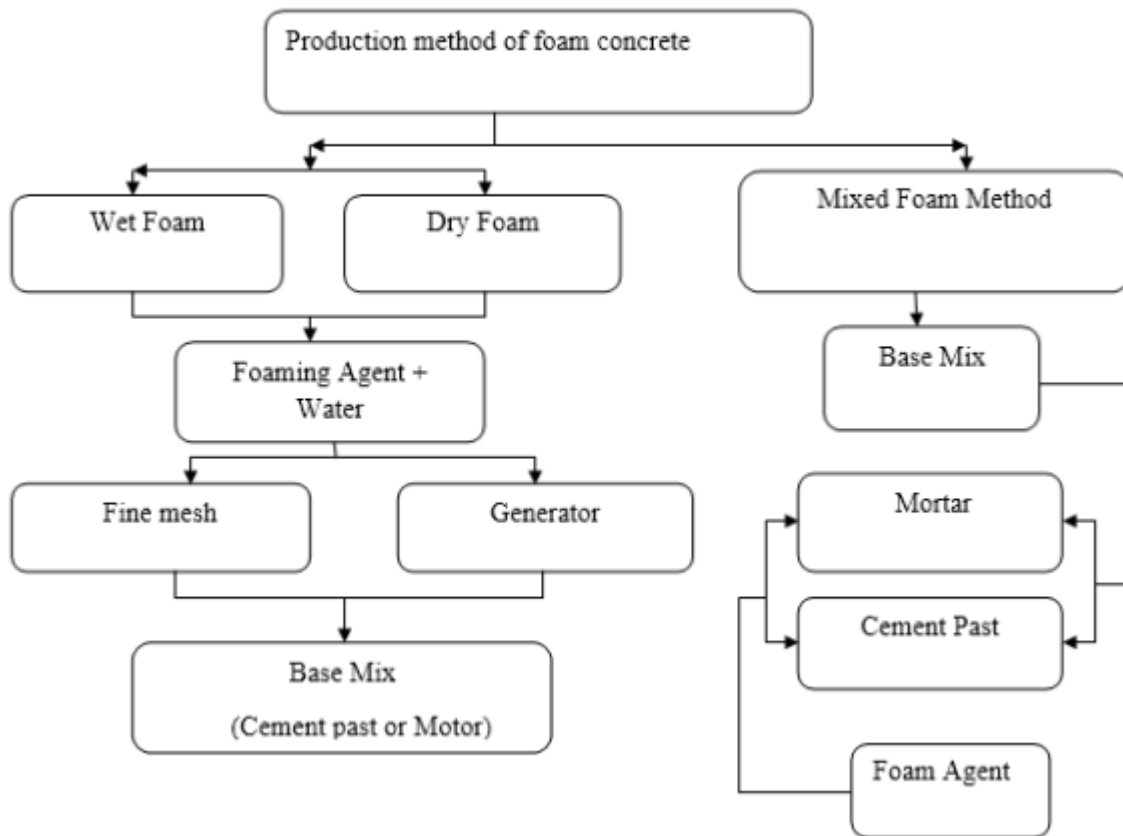 Production method of foam concrete
Wet Foam
Dry Foam
Mixed Foam Method
Foaming Agent +
Water
Base Mix
Fine mesh
Generator
Mortar
Cement Past
Base Mix
(Cement past or Motor)
Foam Agent